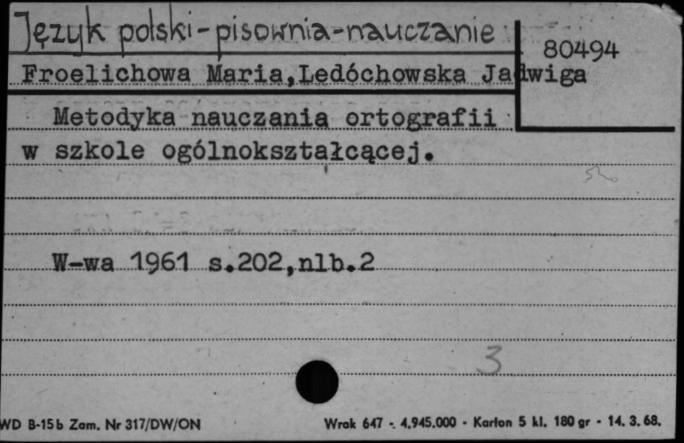 Język polski-pisownia-nauczanie
80494
Froelichowa Maria,Ledóchowska Jadwiga
Metodyka nauczania ortografii
w szkole ogólnokształcącej.
W-wa 1961 s.202,nlb.2
3
WD B-15b Zam. Nr 317/DW/ON Wrak 647 - 4.945.000 - Karton 5 kl. 180 gr - 14. 3. 68.